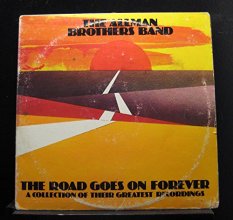 THE ALLMAN
BROTHERS BAND
THE ROAD GOES ON FOREVER
A COLLECTION OF THEIR GREATEST RECORDINGS